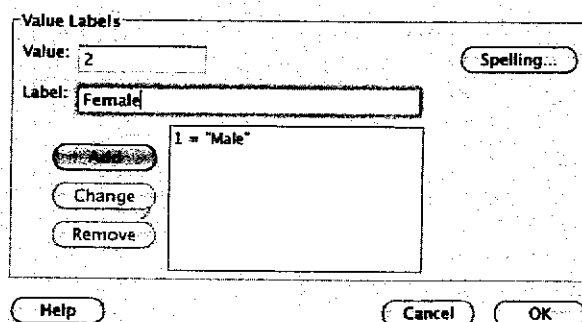 Value Labels
Value: 2
Spelling...
Label: Female
1 = "Male"
Add
Change
Remove
Help
Cancel
OK